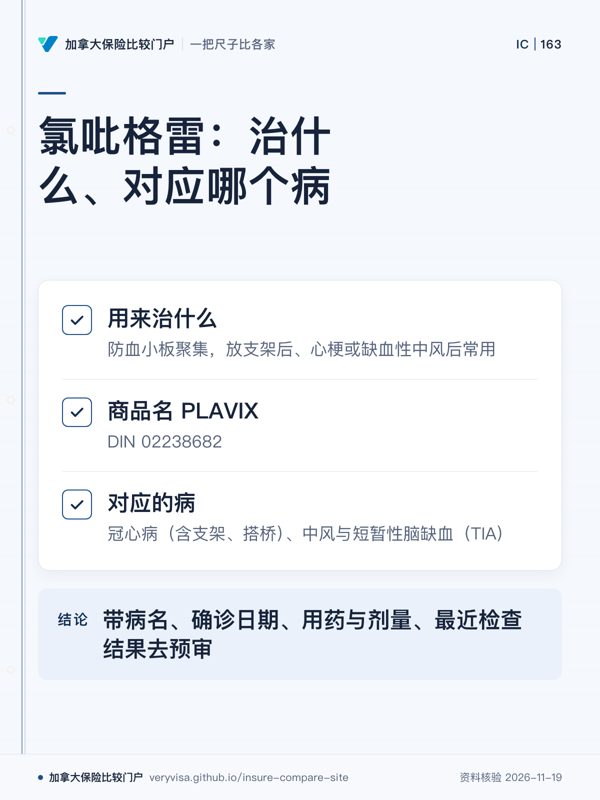 加拿大保险比较门户 | 一把尺子比各家
IC | 163
氯吡格雷：治什
么、对应哪个病
用来治什么
防血小板聚集，放支架后、心梗或缺血性中风后常用
商品名 PLAVIX
DIN 02238682
对应的病
冠心病（含支架、搭桥）、中风与短暂性脑缺血（TIA）
结论 带病名、确诊日期、用药与剂量、最近检查
结果去预审
加拿大保险比较门户 veryvisa.github.io/insure-compare-site
资料核验 2026-11-19